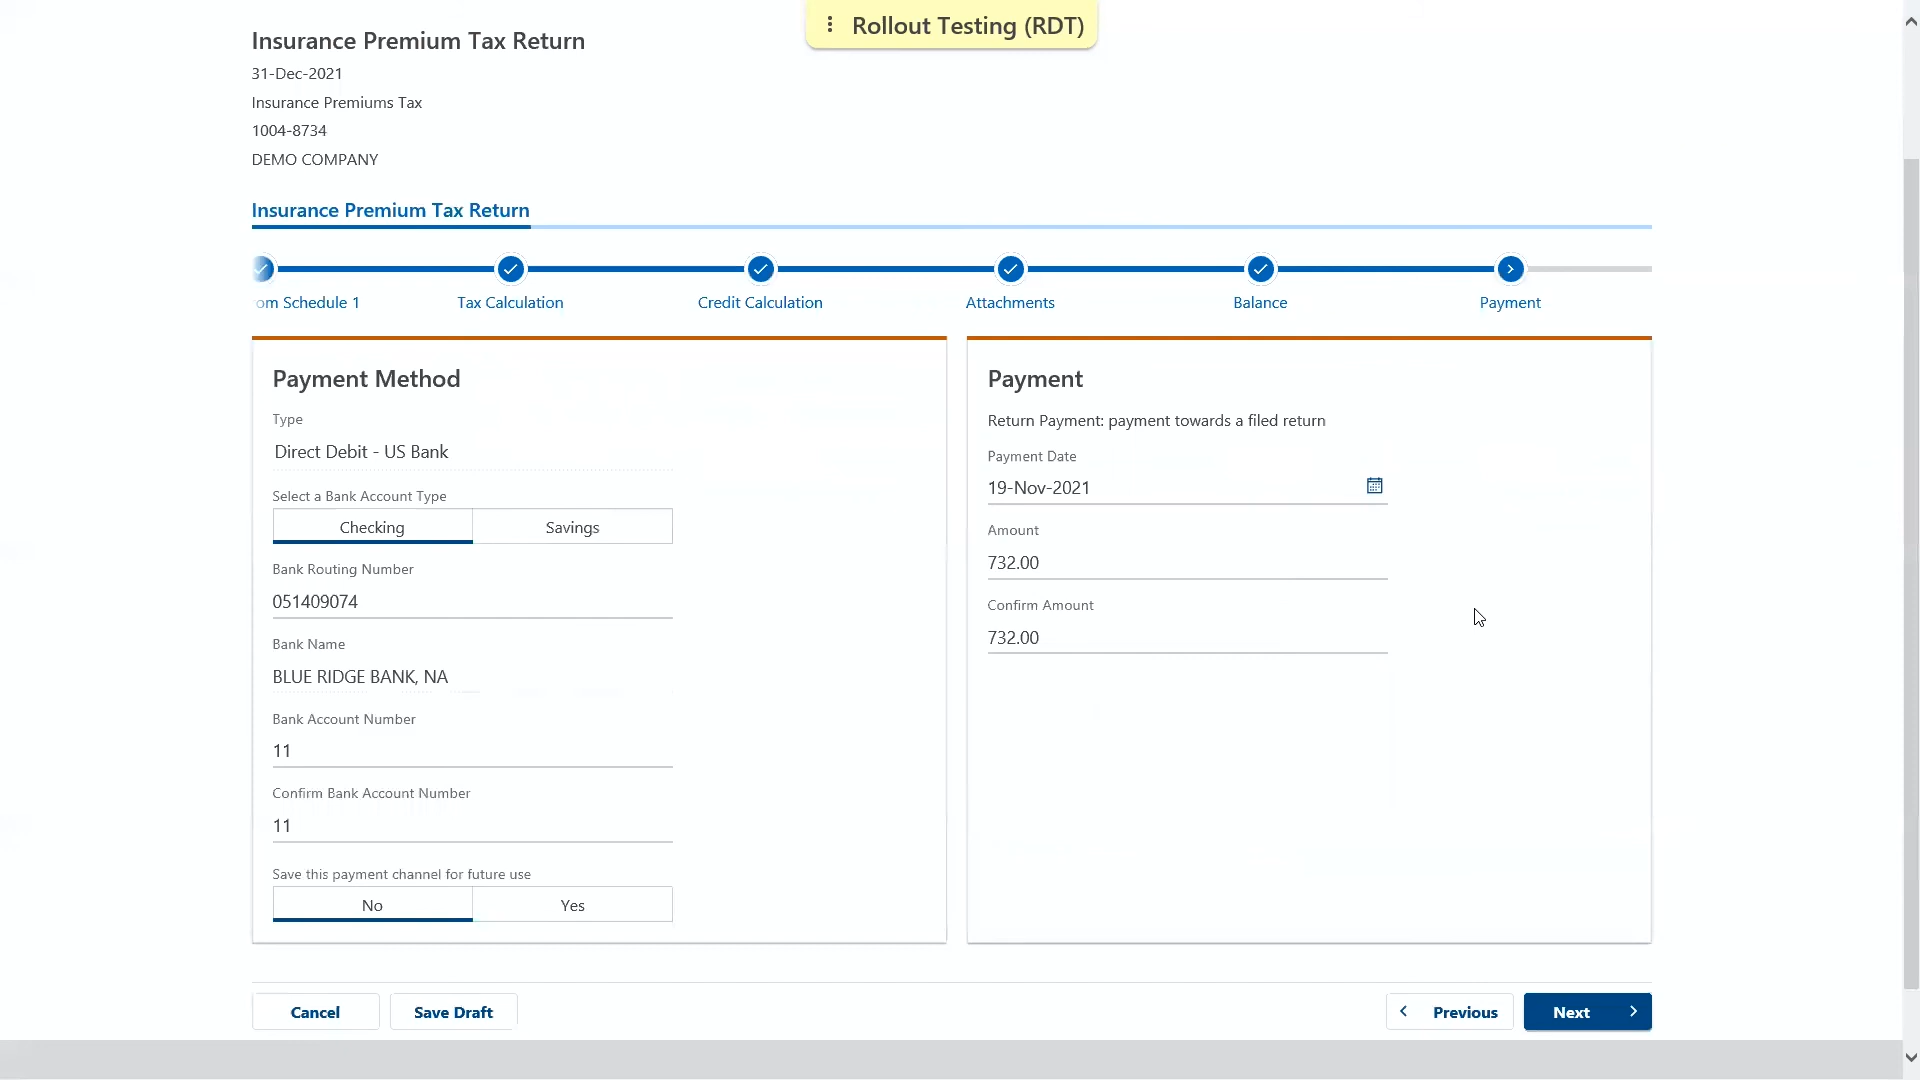 Rollout Testing (RDT)
Insurance Premium Tax Return
31-Dec-2021
Insurance Premiums Tax
1004-8734
DEMO COMPANY
Insurance Premium Tax Return
om Schedule 1
Tax Calculation
Credit Calculation
Attachments
Balance
Payment
Payment Method
Type
Direct Debit - US Bank
Select a Bank Account Type
Checking
Savings
Bank Routing Number
051409074
Bank Name
BLUE RIDGE BANK, NA
Bank Account Number
11
Confirm Bank Account Number
11
Save this payment channel for future use
No
Yes
Payment
Return Payment: payment towards a filed return
Payment Date
19-Nov-2021
Amount
732.00
Confirm Amount
732.00
Cancel
Save Draft
Previous
Next